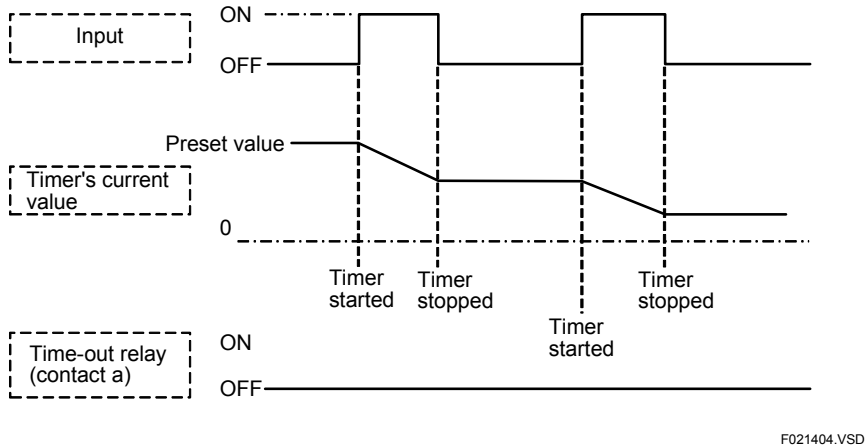 Input
ON
OFF
Preset value
Timer's current
value
0
Timer
started
Timer
stopped
Timer
started
Timer
stopped
Time-out relay
(contact a)
ON
OFF
F021404.VSD